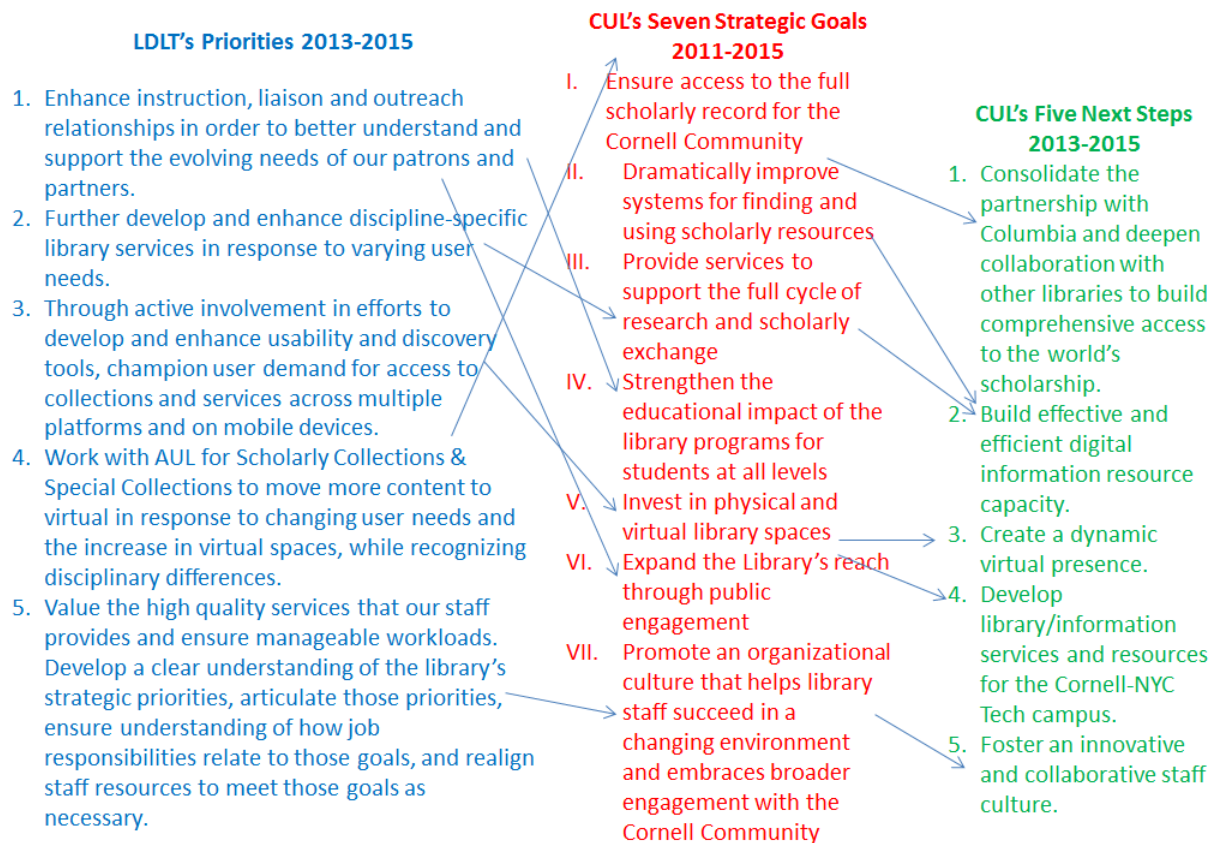 LDLT's Priorities 2013-2015
1. Enhance instruction, liaison and outreach
relationships in order to better understand and
support the evolving needs of our patrons and
partners.
2. Further develop and enhance discipline-specific
library services in response to varying user
needs.
3. Through active involvement in efforts to
develop and enhance usability and discovery
tools, champion user demand for access to
collections and services across multiple
platforms and on mobile devices.
4. Work with AUL for Scholarly Collections &
Special Collections to move more content to
virtual in response to changing user needs and
the increase in virtual spaces, while recognizing
disciplinary differences.
5. Value the high quality services that our staff
provides and ensure manageable workloads.
Develop a clear understanding of the library's
strategic priorities, articulate those priorities,
ensure understanding of how job
responsibilities relate to those goals, and realign
staff resources to meet those goals as
necessary.
CUL's Seven Strategic Goals
2011-2015
I. Ensure access to the full
scholarly record for the
Cornell Community
II. Dramatically improve
systems for finding and
using scholarly resources
III. Provide services to
support the full cycle of
research and scholarly
exchange
IV. Strengthen the
educational impact of the
library programs for
students at all levels
V. Invest in physical and
virtual library spaces
VI. Expand the Library's reach
through public
engagement
VII. Promote an organizational
culture that helps library
staff succeed in a
changing environment
and embraces broader
engagement with the
Cornell Community
CUL's Five Next Steps
2013-2015
1. Consolidate the
partnership with
Columbia and deepen
collaboration with
other libraries to build
comprehensive access
to the world's
scholarship.
2. Build effective and
efficient digital
information resource
capacity.
3. Create a dynamic
virtual presence.
4. Develop
library/information
services and resources
for the Cornell-NYC
Tech campus.
5. Foster an innovative
and collaborative staff
culture.